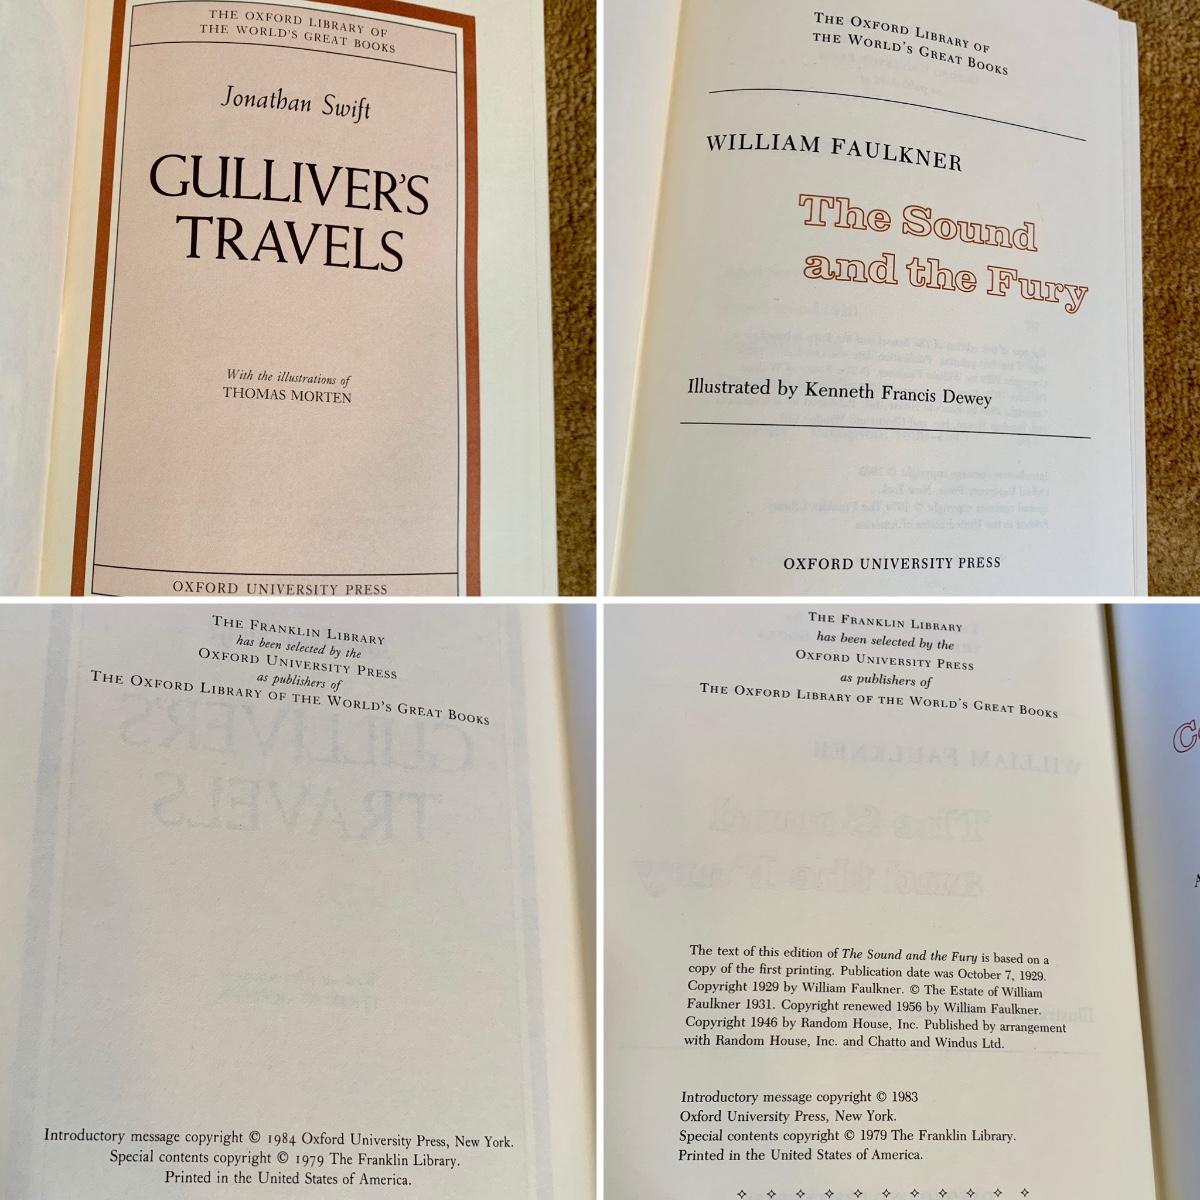 THE OXFORD LIBRARY OF
THE WORLD'S GREAT BOOKS
Jonathan Swift
GULLIVER'S
TRAVELS
With the illustrations of
THOMAS MORTEN
OXFORD UNIVERSITY PRESS
THE OXFORD LIBRARY OF
THE WORLD'S GREAT BOOKS
WILLIAM FAULKNER
The Sound
and the Fury
Illustrated by Kenneth Francis Dewey
OXFORD UNIVERSITY PRESS
THE FRANKLIN LIBRARY
has been selected by the
OXFORD UNIVERSITY PRESS
as publishers of
THE OXFORD LIBRARY OF THE WORLD'S GREAT BOOKS
Introductory message copyright © 1984 Oxford University Press, New York.
Special contents copyright © 1979 The Franklin Library.
Printed in the United States of America.
THE FRANKLIN LIBRARY
has been selected by the
OXFORD UNIVERSITY PRESS
as publishers of
THE OXFORD LIBRARY OF THE WORLD'S GREAT BOOKS
The text of this edition of The Sound and the Fury is based on a
copy of the first printing. Publication date was October 7, 1929.
Copyright 1929 by William Faulkner. © The Estate of William
Faulkner 1931. Copyright renewed 1956 by William Faulkner.
Copyright 1946 by Random House, Inc. Published by arrangement
with Random House, Inc. and Chatto and Windus Ltd.
Introductory message copyright © 1983
Oxford University Press, New York.
Special contents copyright © 1979 The Franklin Library.
Printed in the United States of America.